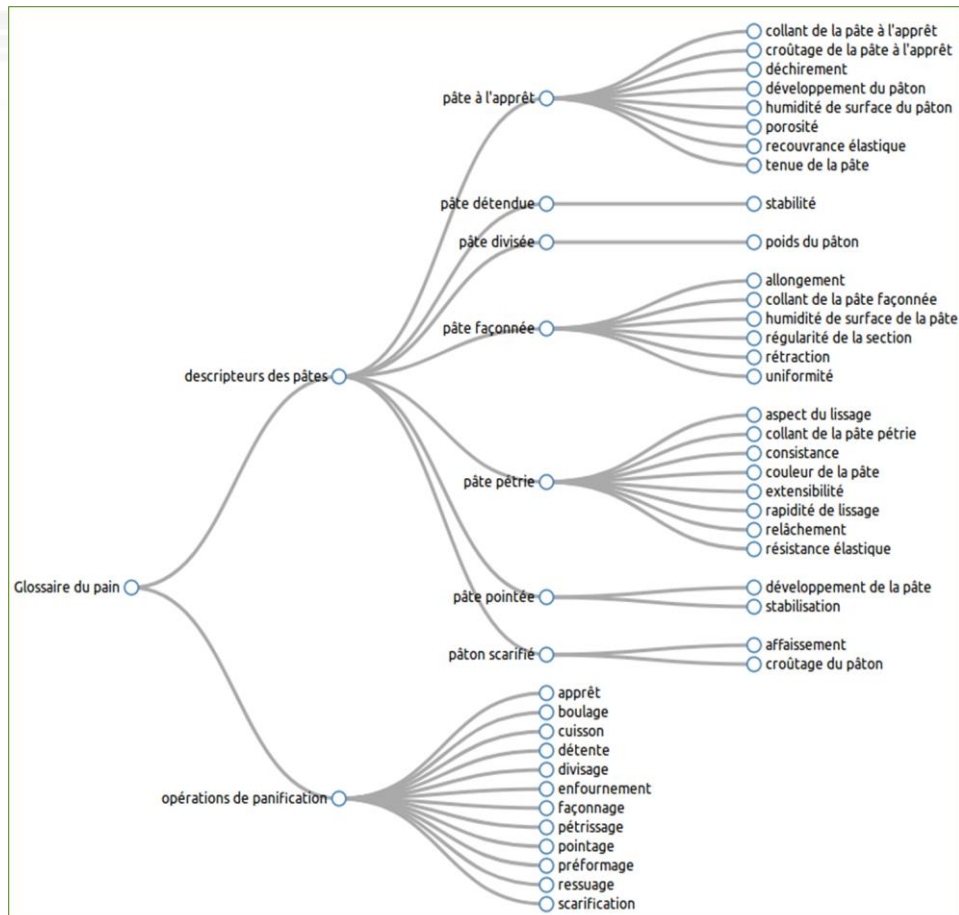 Glossaire du pain
descripteurs des pâtes
pâte à l'apprêt
collant de la pâte à l'apprêt
croûtage de la pâte à l'apprêt
déchirement
développement du pâton
humidité de surface du pâton
porosité
recouvrance élastique
tenue de la pâte
pâte détendue
stabilité
pâte divisée
poids du pâton
pâte façonnée
allongement
collant de la pâte façonnée
humidité de surface de la pâte
régularité de la section
rétraction
uniformité
pâte pétrie
aspect du lissage
collant de la pâte pétrie
consistance
couleur de la pâte
extensibilité
rapidité de lissage
relâchement
résistance élastique
pâte pointée
développement de la pâte
stabilisation
pâton scarifié
affaissement
croûtage du pâton
opérations de panification
apprêt
boulage
cuisson
détente
divisage
enfournement
façonnage
pétrissage
pointage
préformage
ressuage
scarification